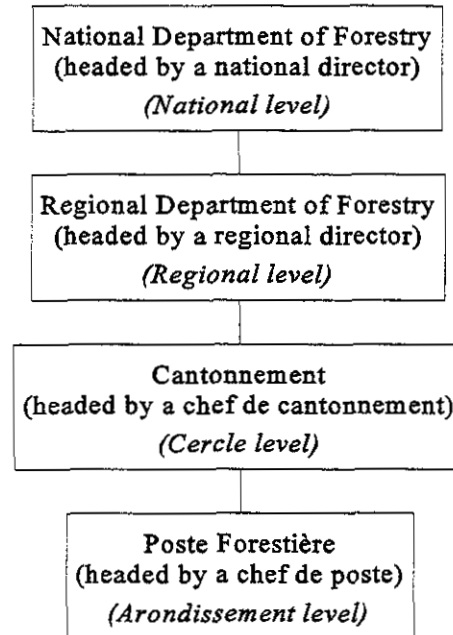 National Department of Forestry
(headed by a national director)
(National level)
Regional Department of Forestry
(headed by a regional director)
(Regional level)
Cantonnement
(headed by a chef de cantonnement)
(Cercle level)
Poste Forestière
(headed by a chef de poste)
(Arondissement level)